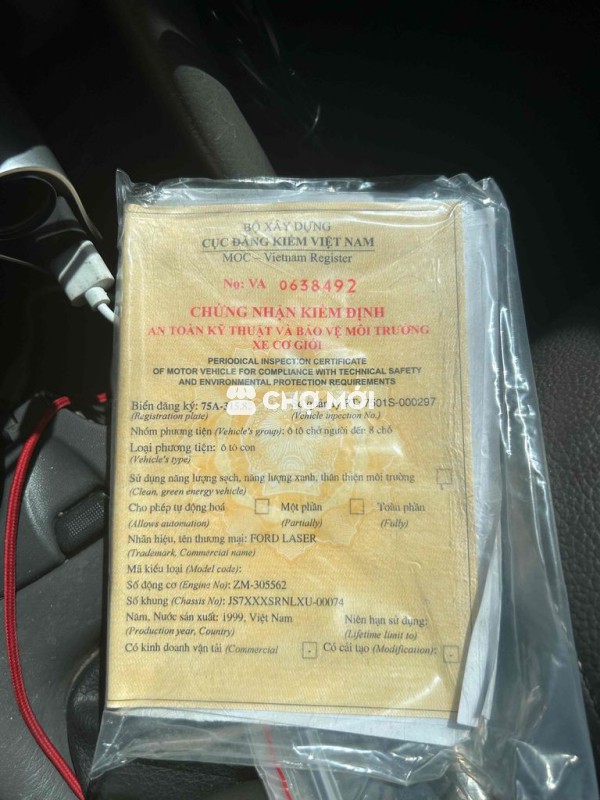 BỘ XÂY DỰNG
CỤC ĐĂNG KIỂM VIỆT NAM
MOC – Vietnam Register
No: VA 0638492
CHỨNG NHẬN KIỂM ĐỊNH
AN TOÀN KỸ THUẬT VÀ BẢO VỆ MÔI TRƯỜNG
XE CƠ GIỚI
PERIODICAL INSPECTION CERTIFICATE
OF MOTOR VEHICLE FOR COMPLIANCE WITH TECHNICAL SAFETY
AND ENVIRONMENTAL PROTECTION REQUIREMENTS
CHỢ TỐT
Biển đăng ký: 75A-
(Registration plate) (Vehicle inpection No.)
Nhóm phương tiện (Vehicle's group): ô tô chở người đến 8 chỗ
Loại phương tiện: ô tô con
(Vehicle's type)
Sử dụng năng lượng sạch, năng lượng xanh, thân thiện môi trường
(Clean, green energy vehicle)
Cho phép tự động hoá Một phần Toàn phần
(Allows automation) (Partially) (Fully)
Nhãn hiệu, tên thương mại: FORD LASER
(Trademark, Commercial name)
Mã kiểu loại (Model code):
Số động cơ (Engine No): ZM-305562
Số khung (Chassis No): JS7XXXSRNLXU-00074
Năm, Nước sản xuất: 1999, Việt Nam Niên hạn sử dụng:
(Production year, Country) (Lifetime limit to)
Có kinh doanh vận tải (Commercial - Có cải tạo (Modification): -